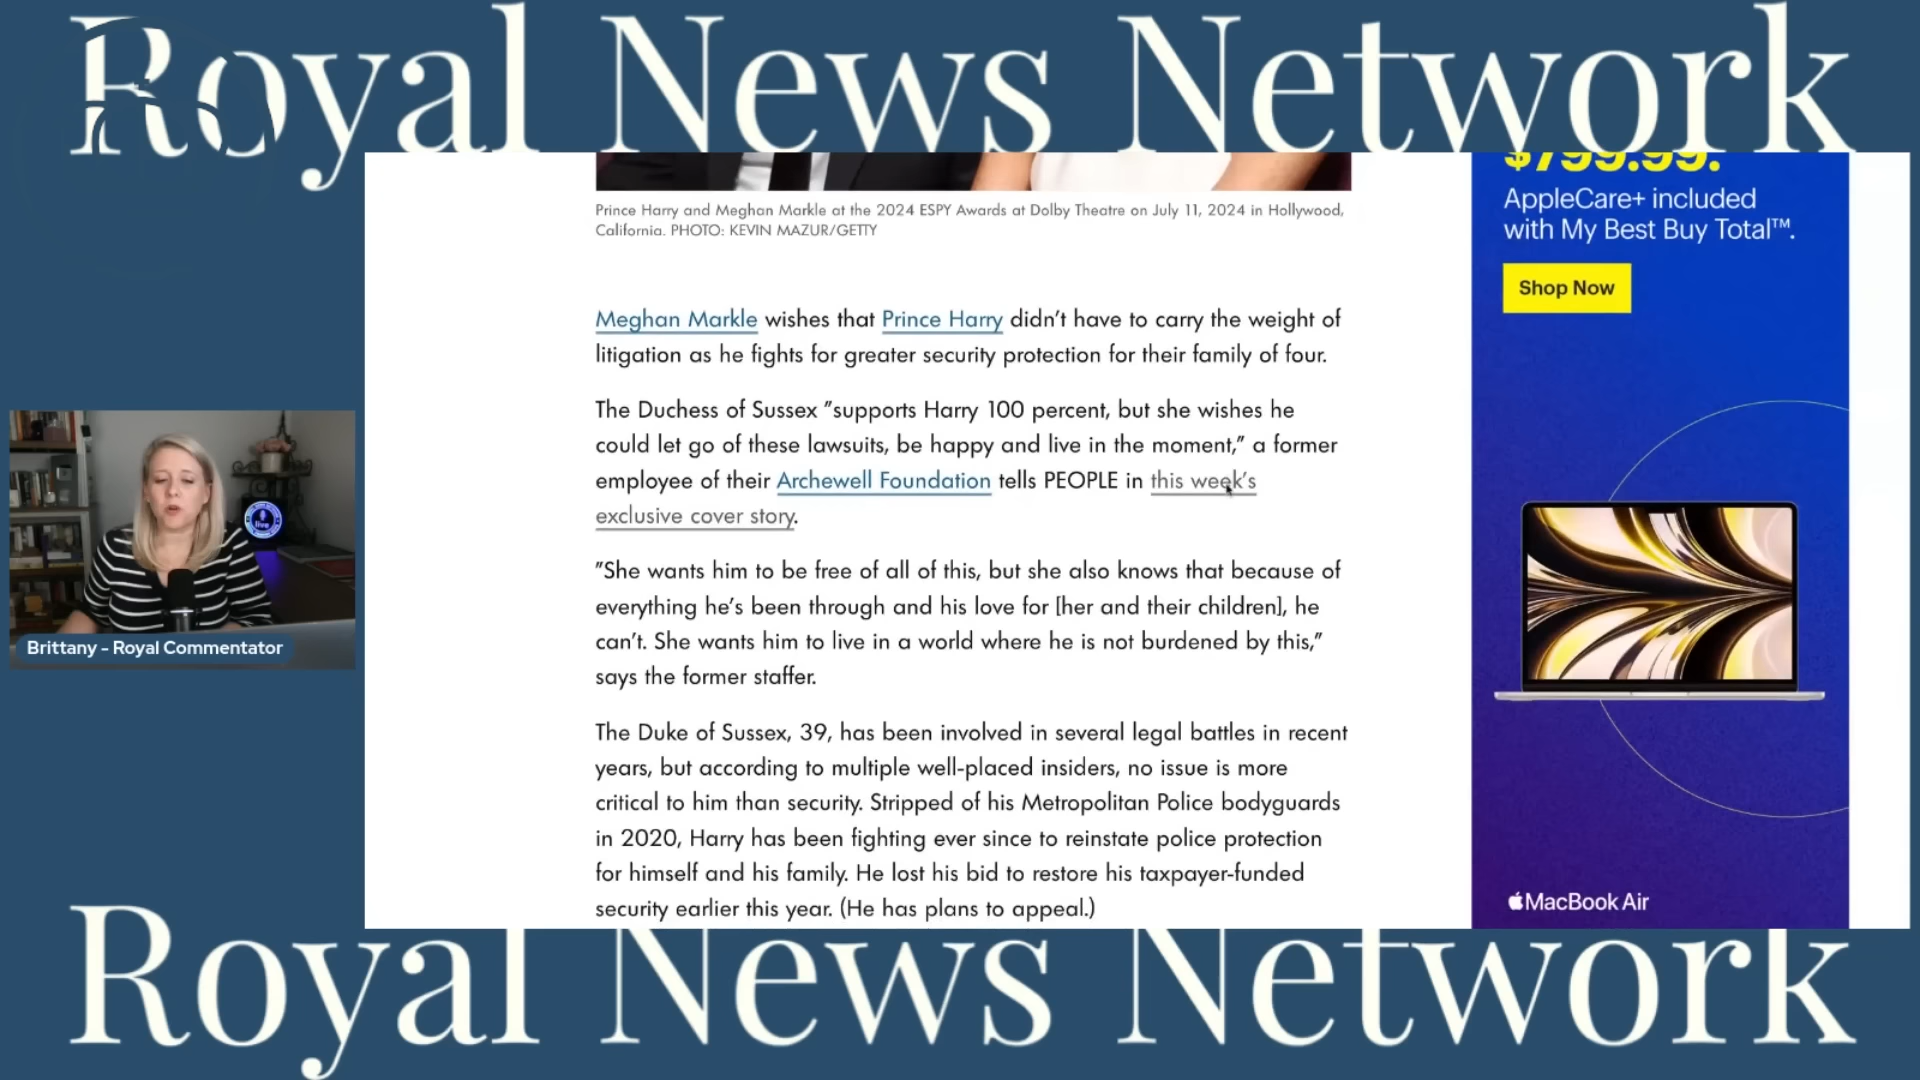 Royal News Network
$799.99.
AppleCare+ included
with My Best Buy Total™.
Shop Now
Prince Harry and Meghan Markle at the 2024 ESPY Awards at Dolby Theatre on July 11, 2024 in Hollywood,
California. PHOTO: KEVIN MAZUR/GETTY
Meghan Markle wishes that Prince Harry didn’t have to carry the weight of
litigation as he fights for greater security protection for their family of four.
The Duchess of Sussex ”supports Harry 100 percent, but she wishes he
could let go of these lawsuits, be happy and live in the moment,” a former
employee of their Archewell Foundation tells PEOPLE in this week’s
exclusive cover story.
”She wants him to be free of all of this, but she also knows that because of
everything he’s been through and his love for [her and their children], he
can’t. She wants him to live in a world where he is not burdened by this,”
says the former staffer.
The Duke of Sussex, 39, has been involved in several legal battles in recent
years, but according to multiple well-placed insiders, no issue is more
critical to him than security. Stripped of his Metropolitan Police bodyguards
in 2020, Harry has been fighting ever since to reinstate police protection
for himself and his family. He lost his bid to restore his taxpayer-funded
security earlier this year. (He has plans to appeal.)
live
Brittany - Royal Commentator
MacBook Air
Royal News Network